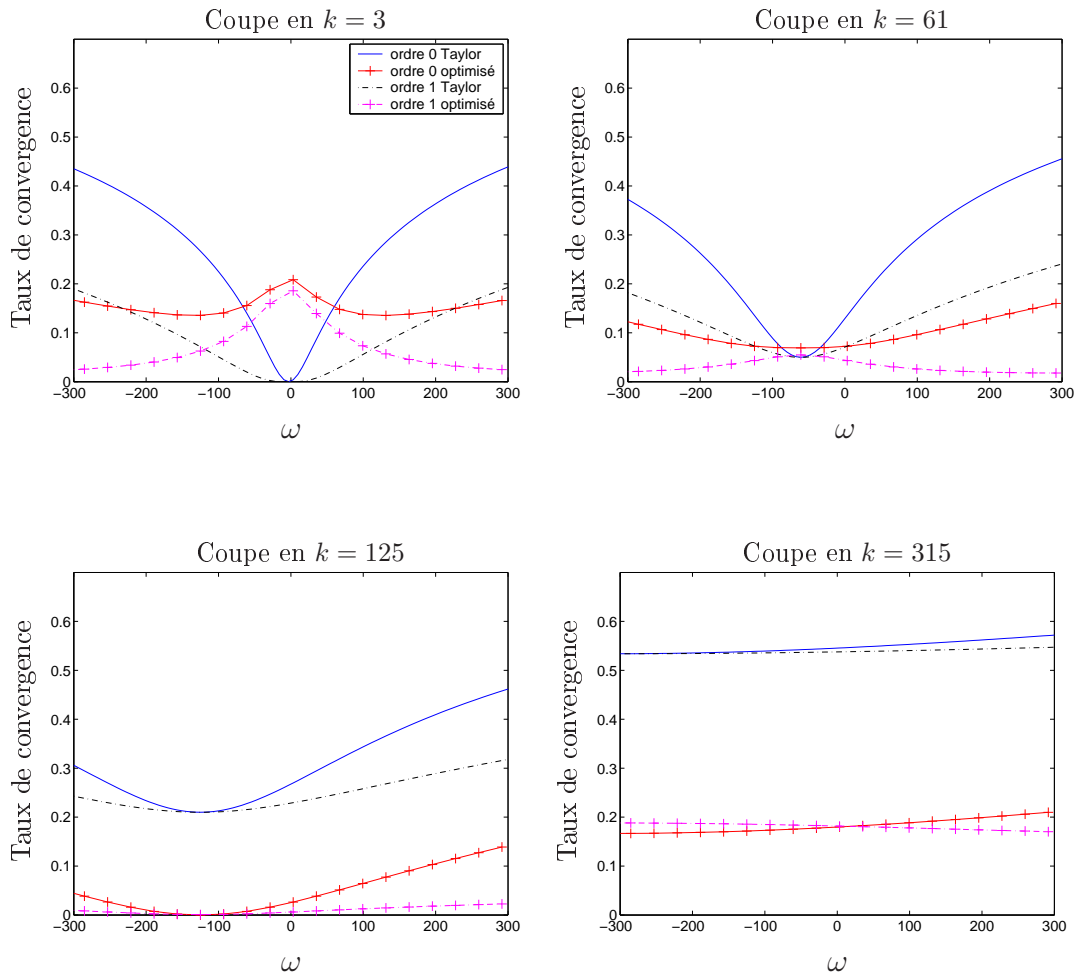 Coupe en k = 3
Taux de convergence
0.6
0.5
0.4
0.3
0.2
0.1
0
−300 −200 −100 0 100 200 300
ω
ordre 0 Taylor
ordre 0 optimisé
ordre 1 Taylor
ordre 1 optimisé
Coupe en k = 61
Taux de convergence
0.6
0.5
0.4
0.3
0.2
0.1
0
−300 −200 −100 0 100 200 300
ω
Coupe en k = 125
Taux de convergence
0.6
0.5
0.4
0.3
0.2
0.1
0
−300 −200 −100 0 100 200 300
ω
Coupe en k = 315
Taux de convergence
0.6
0.5
0.4
0.3
0.2
0.1
0
−300 −200 −100 0 100 200 300
ω